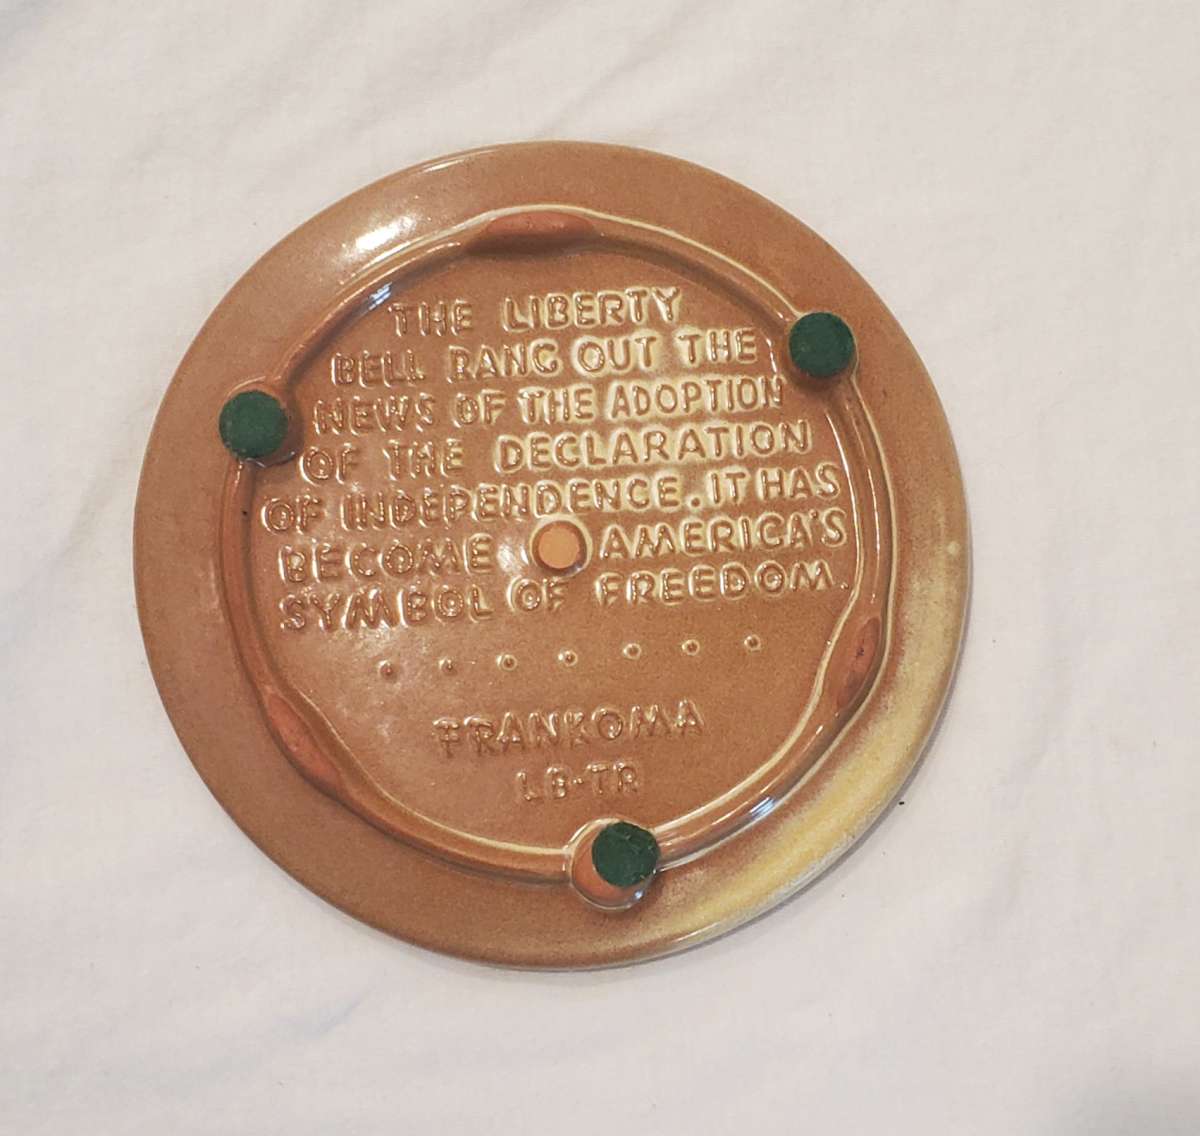 THE LIBERTY
BELL RANG OUT THE
NEWS OF THE ADOPTION
OF THE DECLARATION
OF INDEPENDENCE. IT HAS
BECOME AMERICA'S
SYMBOL OF FREEDOM.
.......
FRANKOMA
LB-TR